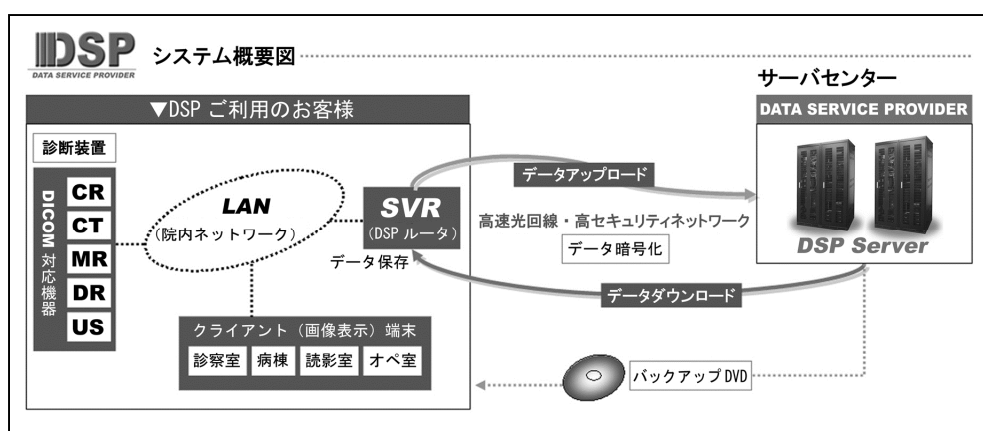 DSP
DATA SERVICE PROVIDER
システム概要図
サーバセンター
▼DSP ご利用のお客様
DATA SERVICE PROVIDER
診断装置
DICOM 対応機器
CR
CT
MR
DR
US
LAN
(院内ネットワーク)
SVR
(DSP ルータ)
データ保存
データアップロード
高速光回線・高セキュリティネットワーク
データ暗号化
データダウンロード
DSP Server
クライアント (画像表示) 端末
診察室 病棟 読影室 オペ室
バックアップDVD